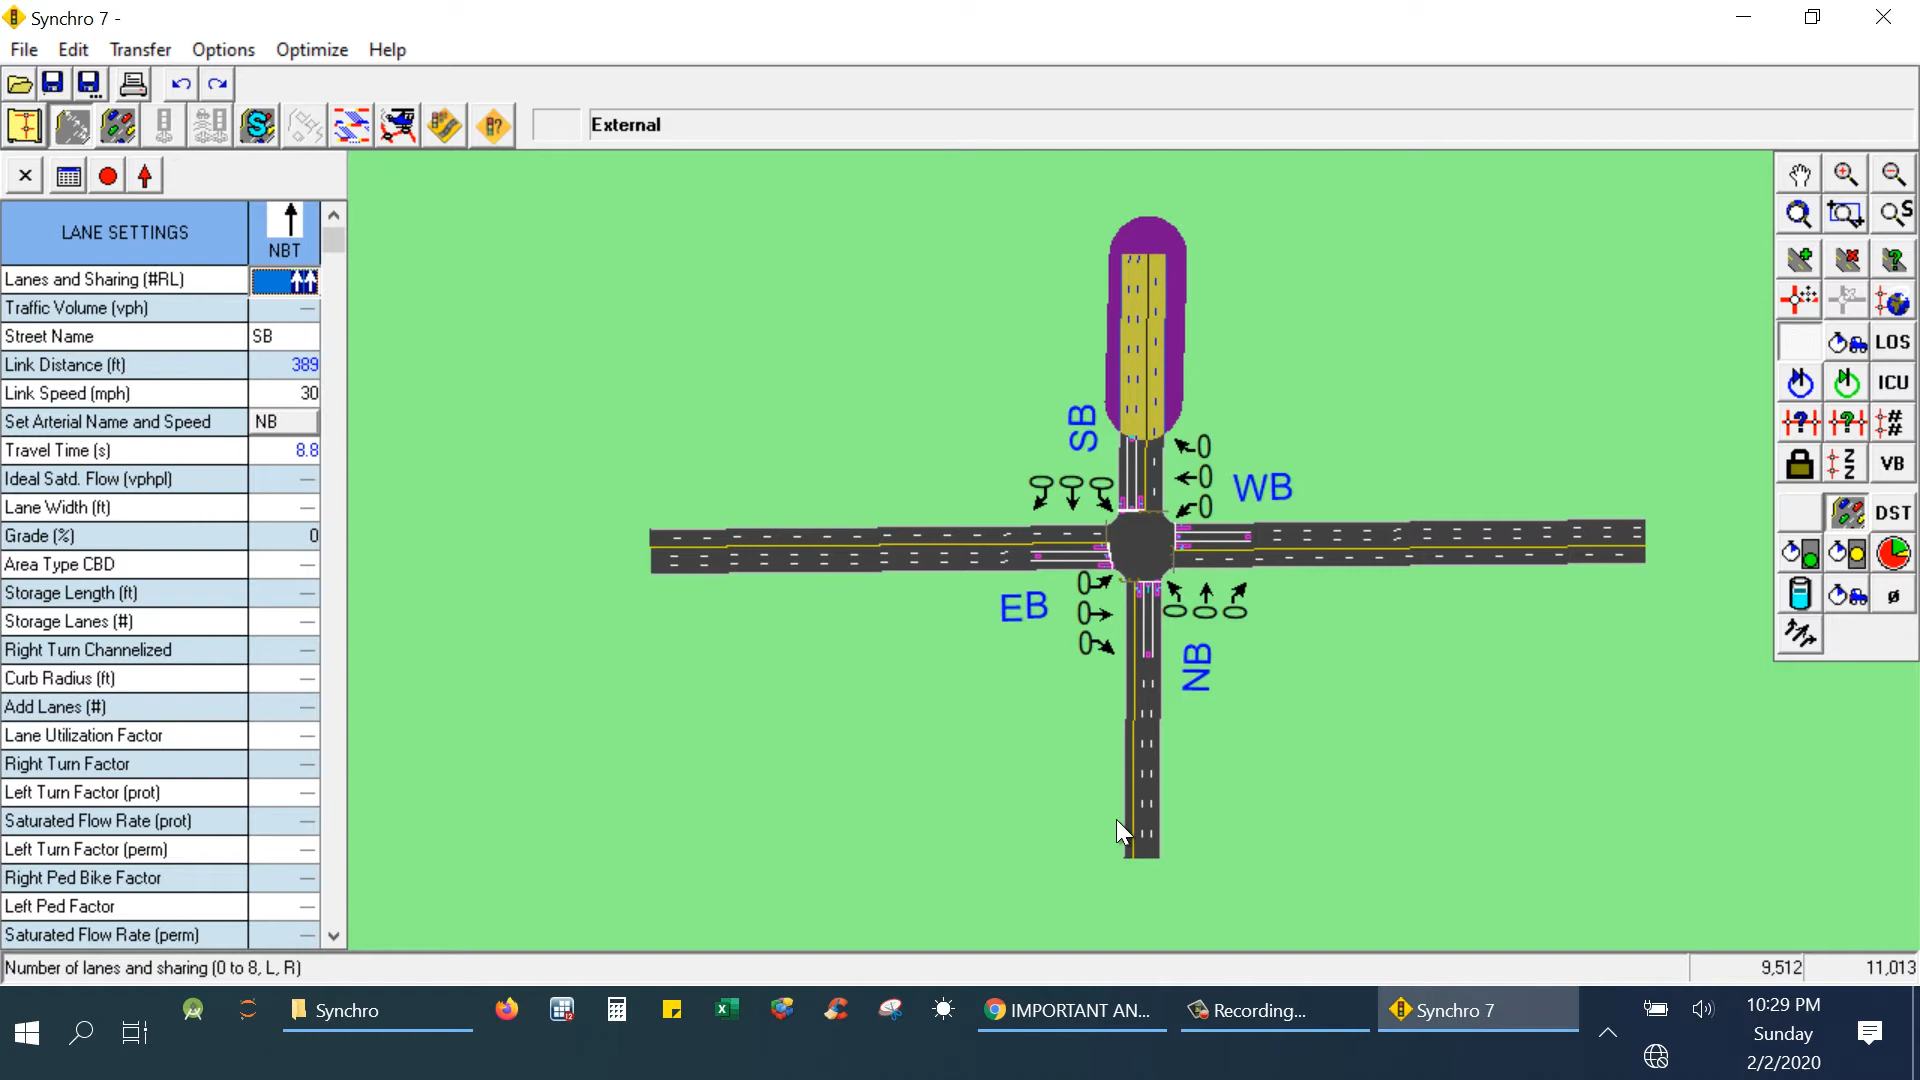 Synchro 7 -
File Edit Transfer Options Optimize Help
External
LANE SETTINGS
NBT
Lanes and Sharing (#RL)
Traffic Volume (vph) —
Street Name SB
Link Distance (ft) 389
Link Speed (mph) 30
Set Arterial Name and Speed NB
Travel Time (s) 8.8
Ideal Satd. Flow (vphpl) —
Lane Width (ft) —
Grade (%) 0
Area Type CBD —
Storage Length (ft) —
Storage Lanes (#) —
Right Turn Channelized —
Curb Radius (ft) —
Add Lanes (#) —
Lane Utilization Factor —
Right Turn Factor —
Left Turn Factor (prot) —
Saturated Flow Rate (prot) —
Left Turn Factor (perm) —
Right Ped Bike Factor —
Left Ped Factor —
Saturated Flow Rate (perm) —
SB
0
0 0 0
0
WB
0
EB
0
0 0 0
0
0
NB
S
LOS
ICU
##
ZZ
VB
DST
ø
Number of lanes and sharing (0 to 8, L, R)
9,512
11,013
Synchro
IMPORTANT AN...
Recording...
Synchro 7
10:29 PM
Sunday
2/2/2020